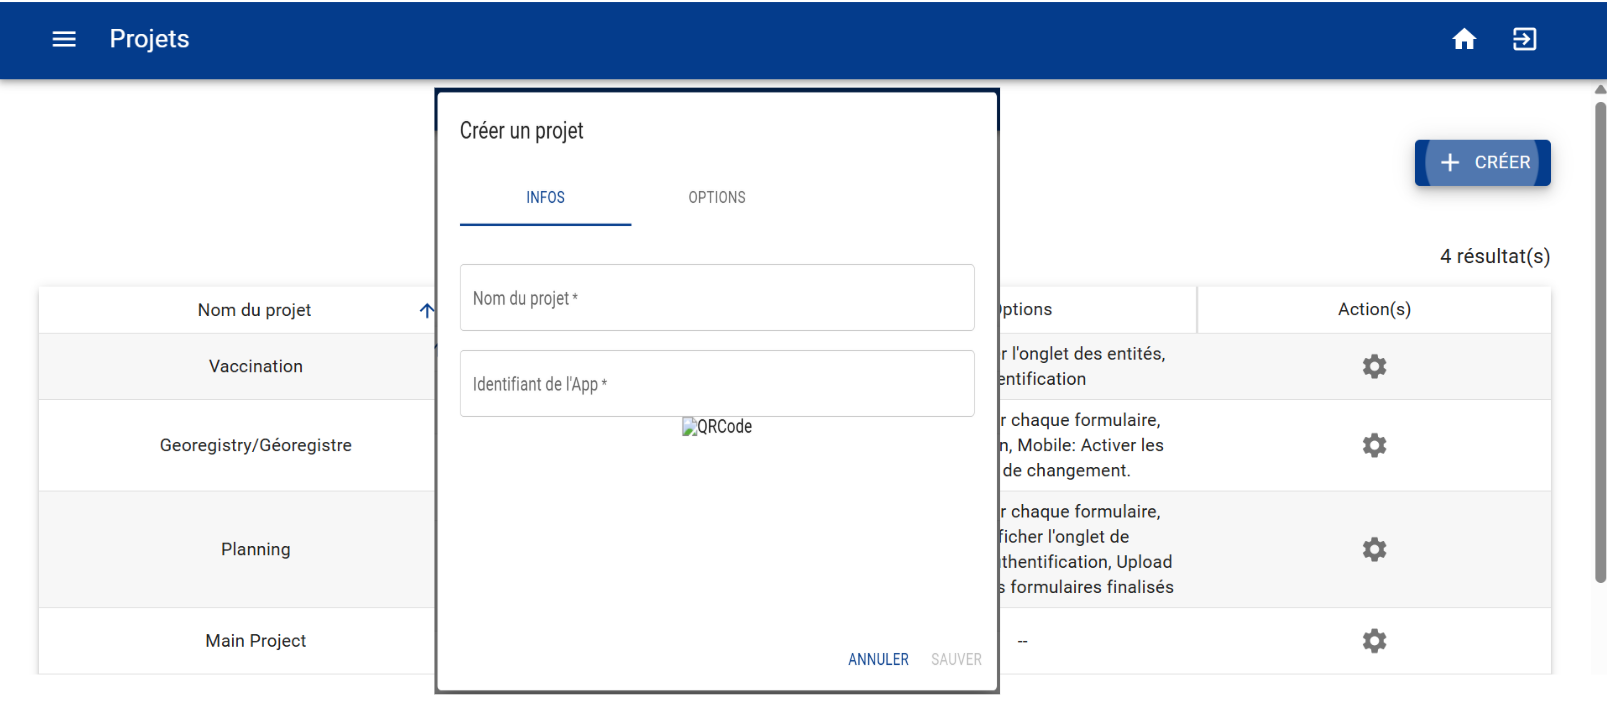 Projets
Créer un projet
INFOS
OPTIONS
Nom du projet *
Identifiant de l'App *
QRCode
ANNULER
SAUVER
CRÉER
4 résultat(s)
Nom du projet
Action(s)
Vaccination
r l'onglet des entités,
entification
Georegistry/Géoregistre
r chaque formulaire,
n, Mobile: Activer les
de changement.
Planning
r chaque formulaire,
ficher l'onglet de
thentification, Upload
s formulaires finalisés
Main Project
--